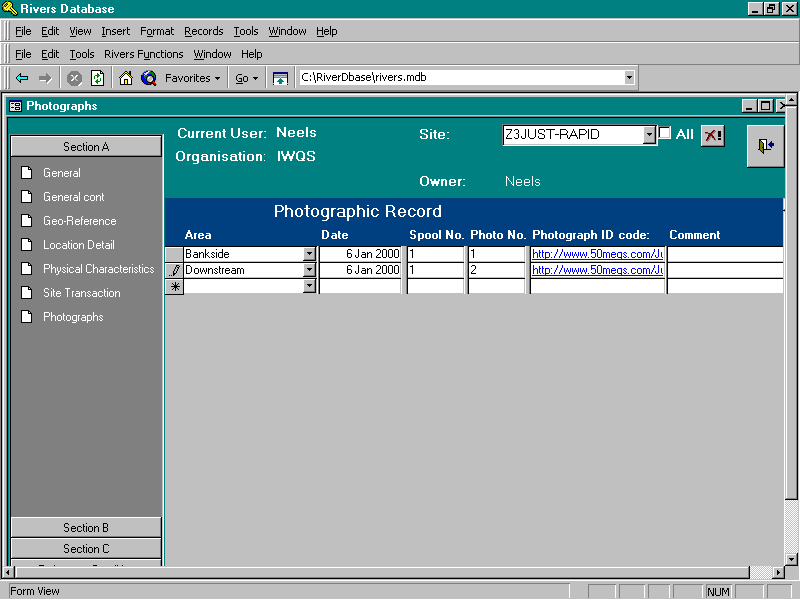 Rivers Database
File Edit View Insert Format Records Tools Window Help
File Edit Tools Rivers Functions Window Help
Favorites Go C:\RiverDbase\rivers.mdb
Photographs
Section A
General
General cont
Geo-Reference
Location Detail
Physical Characteristics
Site Transaction
Photographs
Section B
Section C
Current User: Neels Site: Z3JUST-RAPID All
Organisation: IWQS
Owner: Neels
Photographic Record
Area Date Spool No. Photo No. Photograph ID code: Comment
Bankside 6 Jan 2000 1 1 http://www.50megs.com/Ju
Downstream 6 Jan 2000 1 2 http://www.50megs.com/Ju
Form View NUM